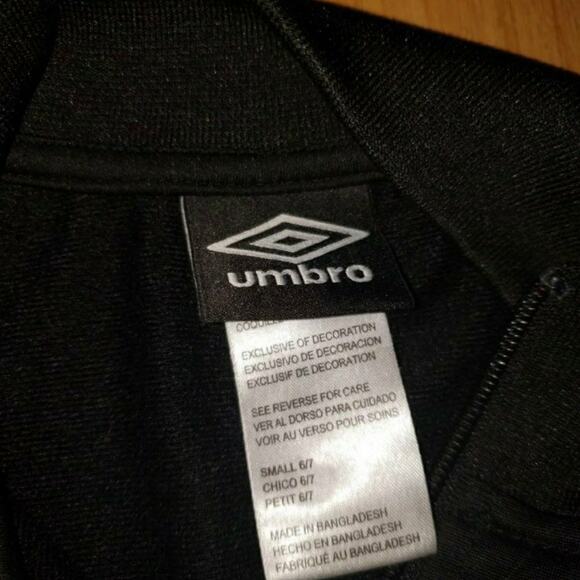 umbro
EXCLUSIVE OF DECORATION
EXCLUSIVO DE DECORACION
EXCLUSIF DE DECORATION
SEE REVERSE FOR CARE
VER AL DORSO PARA CUIDADO
VOIR AU VERSO POUR SOINS
SMALL 6/7
CHICO 6/7
PETIT 6/7
MADE IN BANGLADESH
HECHO EN BANGLADESH
FABRIQUÉ AU BANGLADESH